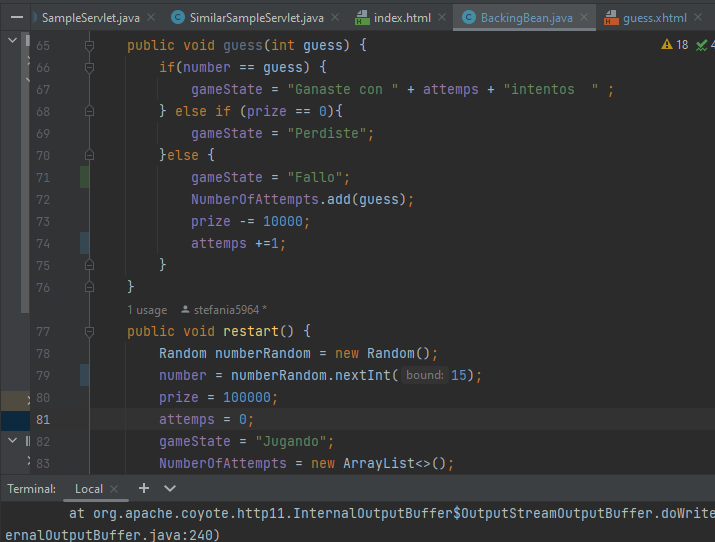 SampleServlet.java SimilarSampleServlet.java index.html BackingBean.java guess.xhtml
65 public void guess(int guess) { 18
66 if(number == guess) {
67 gameState = "Ganaste con " + attemps + "intentos  " ;
68 } else if (prize == 0){
69 gameState = "Perdiste";
70 }else {
71 gameState = "Fallo";
72 NumberOfAttempts.add(guess);
73 prize -= 10000;
74 attemps +=1;
75 }
76 }
1 usage stefania5964 *
77 public void restart() {
78 Random numberRandom = new Random();
79 number = numberRandom.nextInt( bound: 15);
80 prize = 100000;
81 attemps = 0;
82 gameState = "Jugando";
83 NumberOfAttempts = new ArrayList<>();
Terminal: Local
at org.apache.coyote.http11.InternalOutputBuffer$OutputStreamOutputBuffer.doWrite
ernalOutputBuffer.java:240)